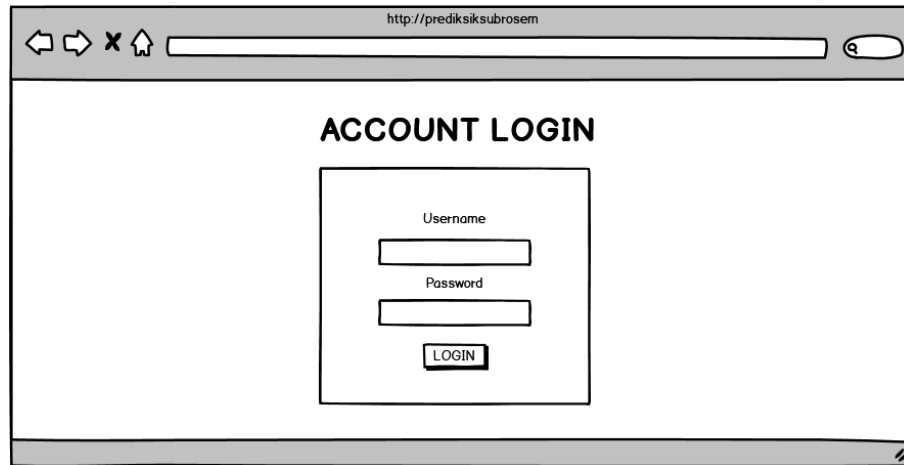 http://prediksiksubrosem
ACCOUNT LOGIN
Username
Password
LOGIN